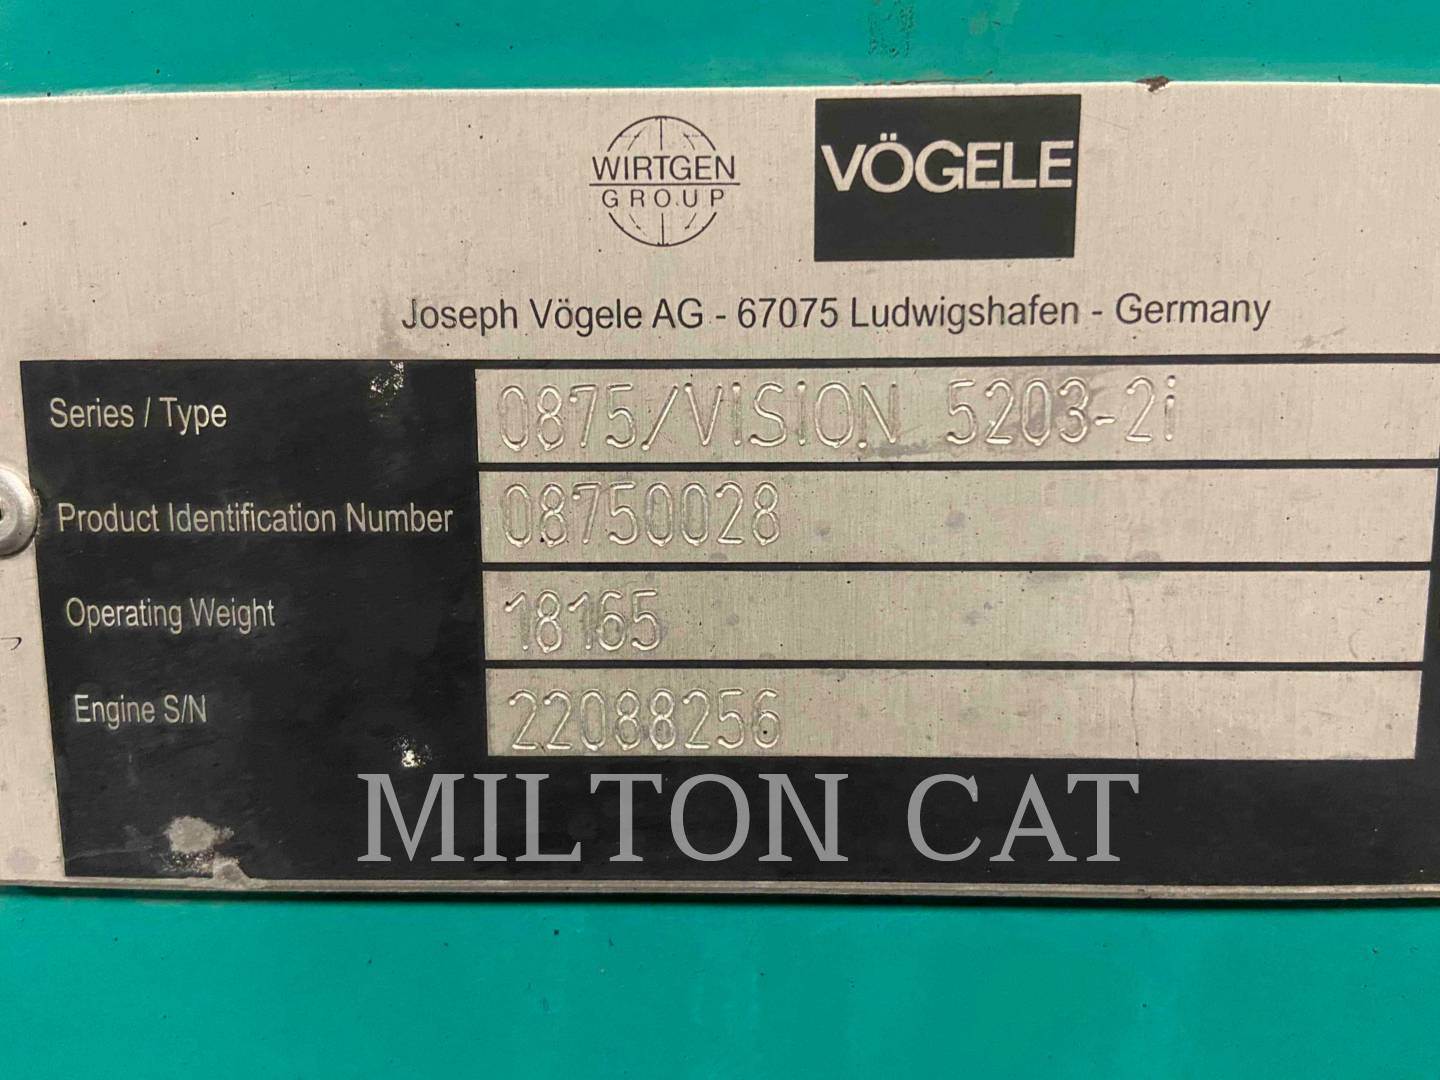 WIRTGEN
GROUP
VÖGELE
Joseph Vögele AG - 67075 Ludwigshafen - Germany
Series / Type 0875/VISION 5203-2i
Product Identification Number 08750028
Operating Weight 18165
Engine S/N 22088256
MILTON CAT